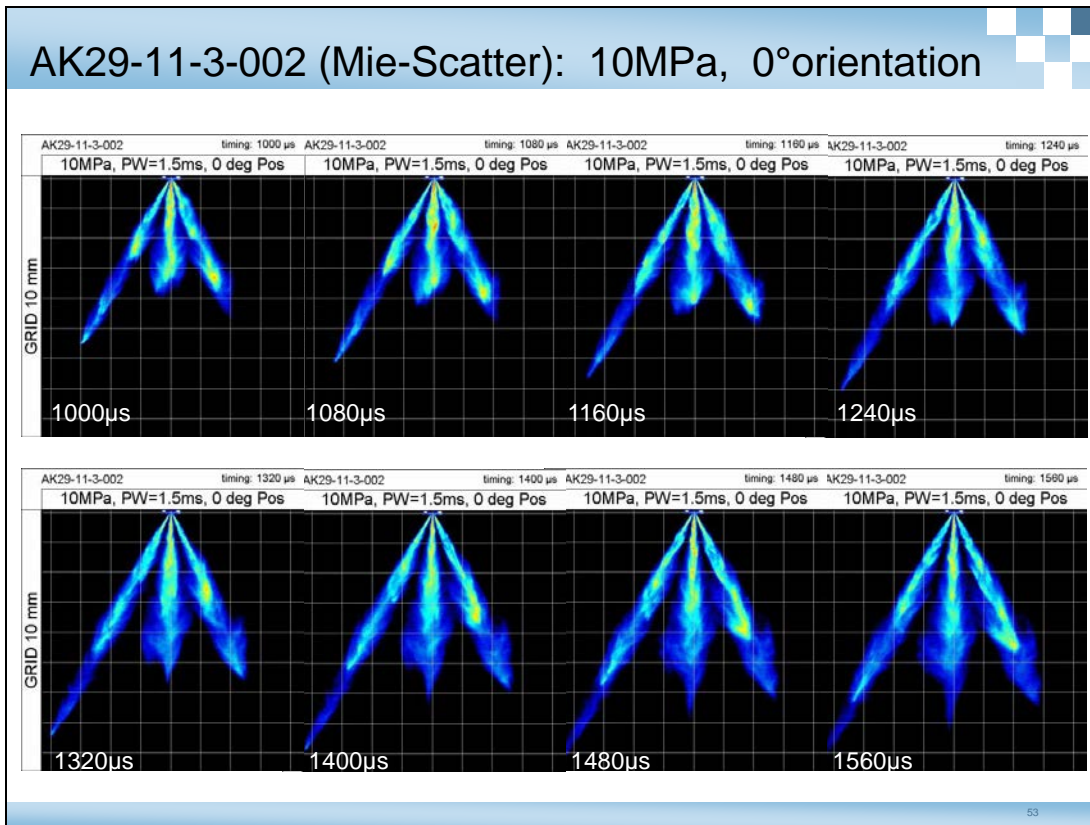 AK29-11-3-002 (Mie-Scatter): 10MPa, 0°orientation
AK29-11-3-002 timing: 1000 µs AK29-11-3-002 timing: 1080 µs AK29-11-3-002 timing: 1160 µs AK29-11-3-002 timing: 1240 µs
10MPa, PW=1.5ms, 0 deg Pos 10MPa, PW=1.5ms, 0 deg Pos 10MPa, PW=1.5ms, 0 deg Pos 10MPa, PW=1.5ms, 0 deg Pos
GRID 10 mm
1000µs 1080µs 1160µs 1240µs
AK29-11-3-002 timing: 1320 µs AK29-11-3-002 timing: 1400 µs AK29-11-3-002 timing: 1480 µs AK29-11-3-002 timing: 1560 µs
10MPa, PW=1.5ms, 0 deg Pos 10MPa, PW=1.5ms, 0 deg Pos 10MPa, PW=1.5ms, 0 deg Pos 10MPa, PW=1.5ms, 0 deg Pos
GRID 10 mm
1320µs 1400µs 1480µs 1560µs
53